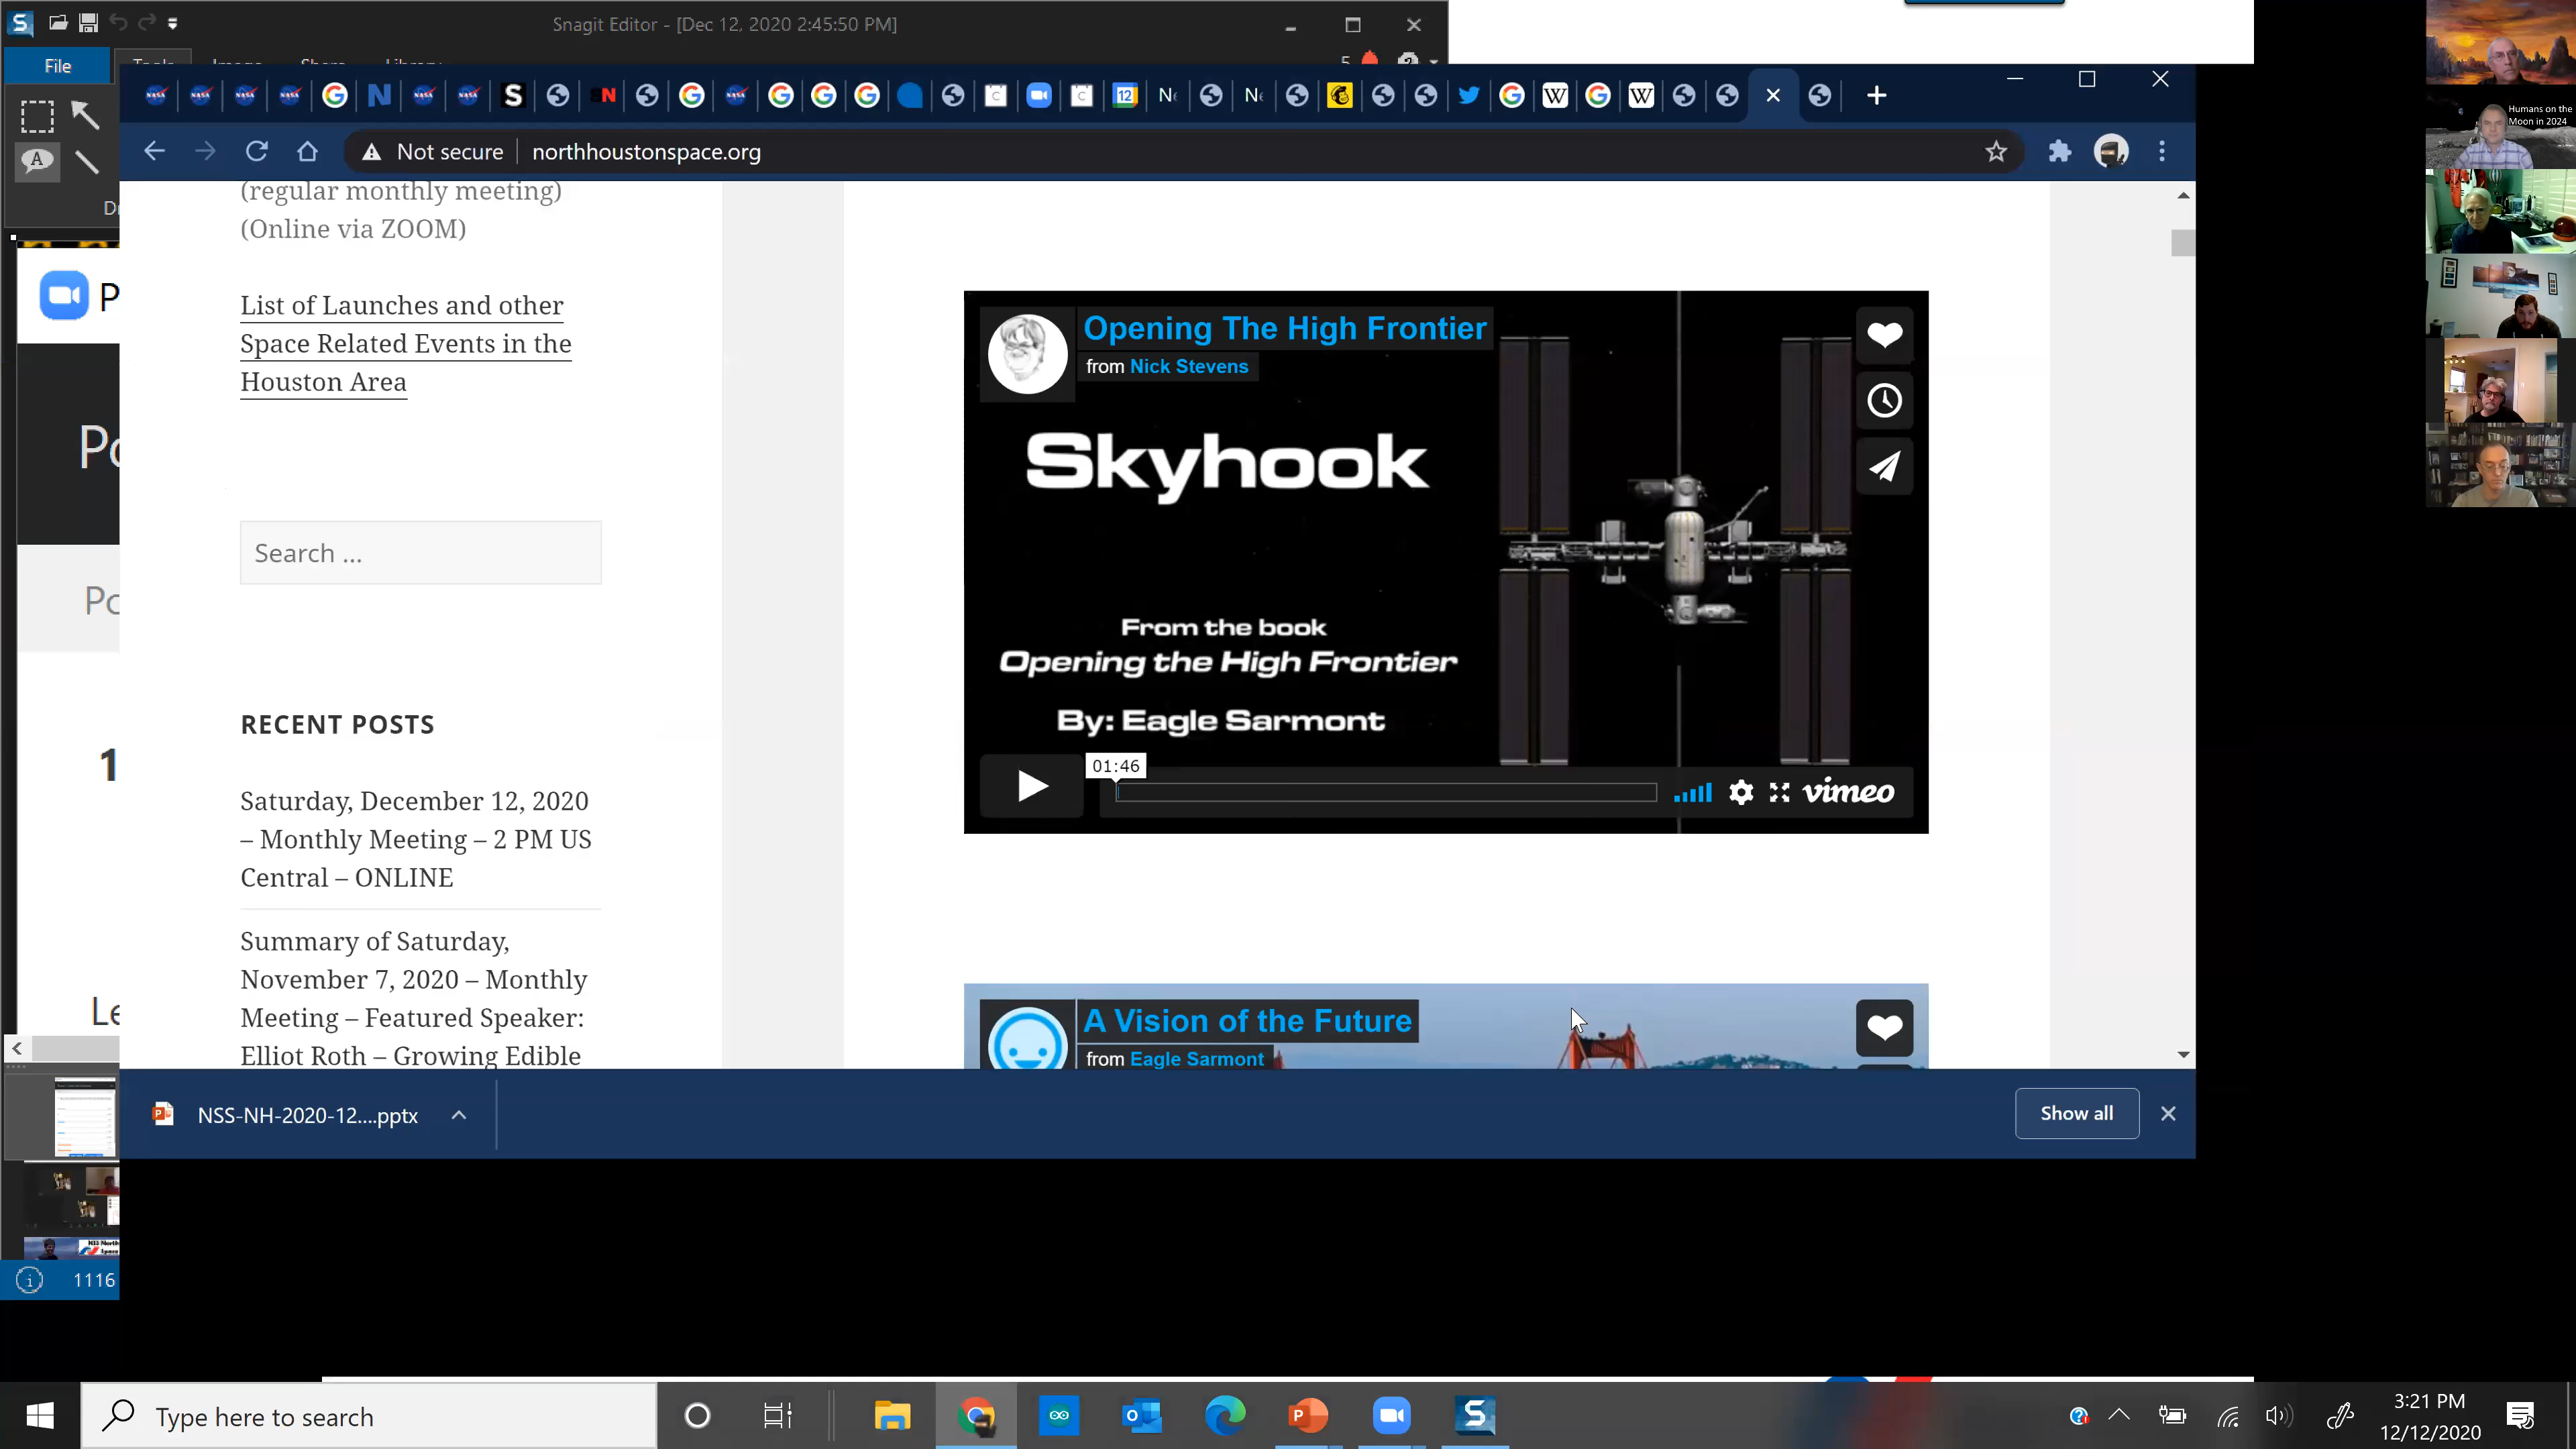 Snagit Editor - [Dec 12, 2020 2:45:50 PM]
File
Tools
Image
Share
Library
Humans on the
Moon in 2024
Not secure
northhoustonspace.org
(regular monthly meeting)
(Online via ZOOM)
List of Launches and other
Space Related Events in the
Houston Area
Search ...
RECENT POSTS
Saturday, December 12, 2020
– Monthly Meeting – 2 PM US
Central – ONLINE
Summary of Saturday,
November 7, 2020 – Monthly
Meeting – Featured Speaker:
Elliot Roth – Growing Edible
Opening The High Frontier
from Nick Stevens
Skyhook
From the book
Opening the High Frontier
By: Eagle Sarmont
01:46
vimeo
A Vision of the Future
from Eagle Sarmont
NSS-NH-2020-12....pptx
Show all
1116
Type here to search
3:21 PM
12/12/2020